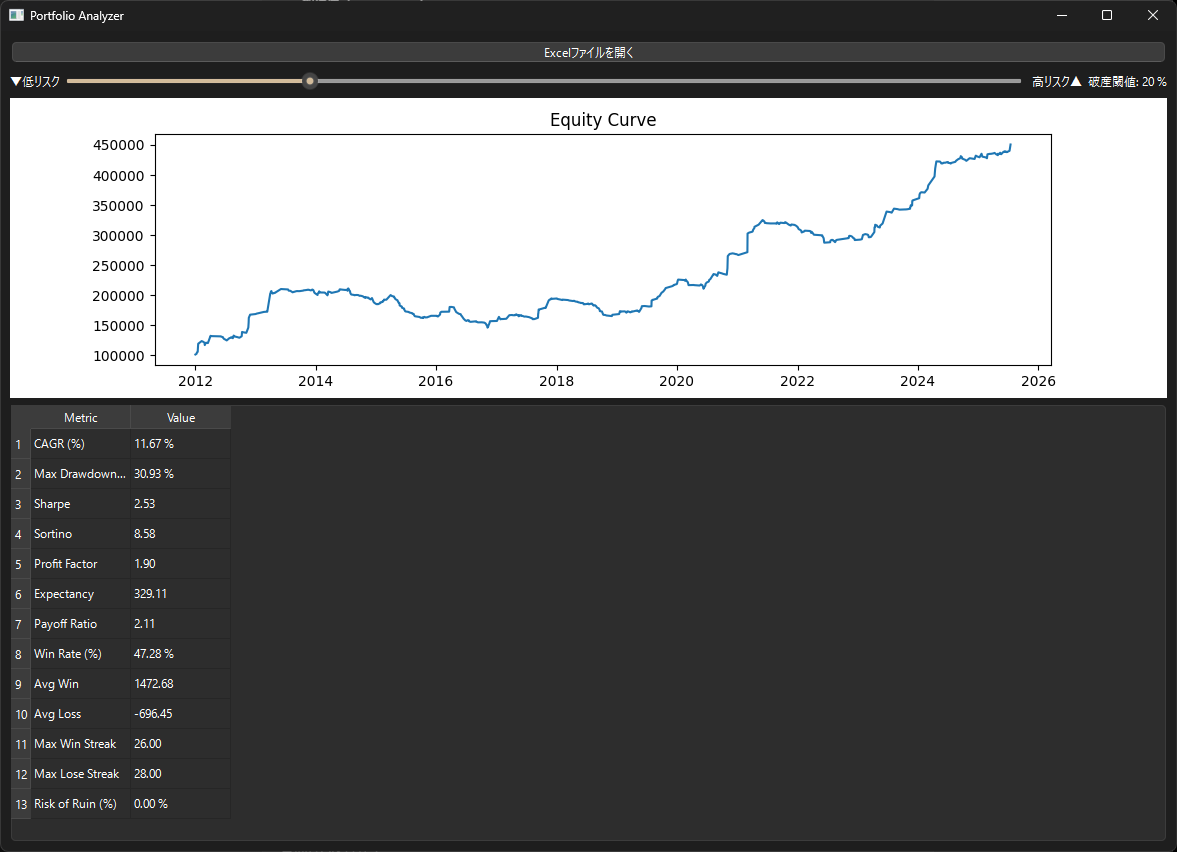 Portfolio Analyzer
Excelファイルを開く
▼低リスク 高リスク▲ 破産閾値: 20 %
Equity Curve
450000
400000
350000
300000
250000
200000
150000
100000
2012 2014 2016 2018 2020 2022 2024 2026
Metric Value
1 CAGR (%) 11.67 %
2 Max Drawdown... 30.93 %
3 Sharpe 2.53
4 Sortino 8.58
5 Profit Factor 1.90
6 Expectancy 329.11
7 Payoff Ratio 2.11
8 Win Rate (%) 47.28 %
9 Avg Win 1472.68
10 Avg Loss -696.45
11 Max Win Streak 26.00
12 Max Lose Streak 28.00
13 Risk of Ruin (%) 0.00 %